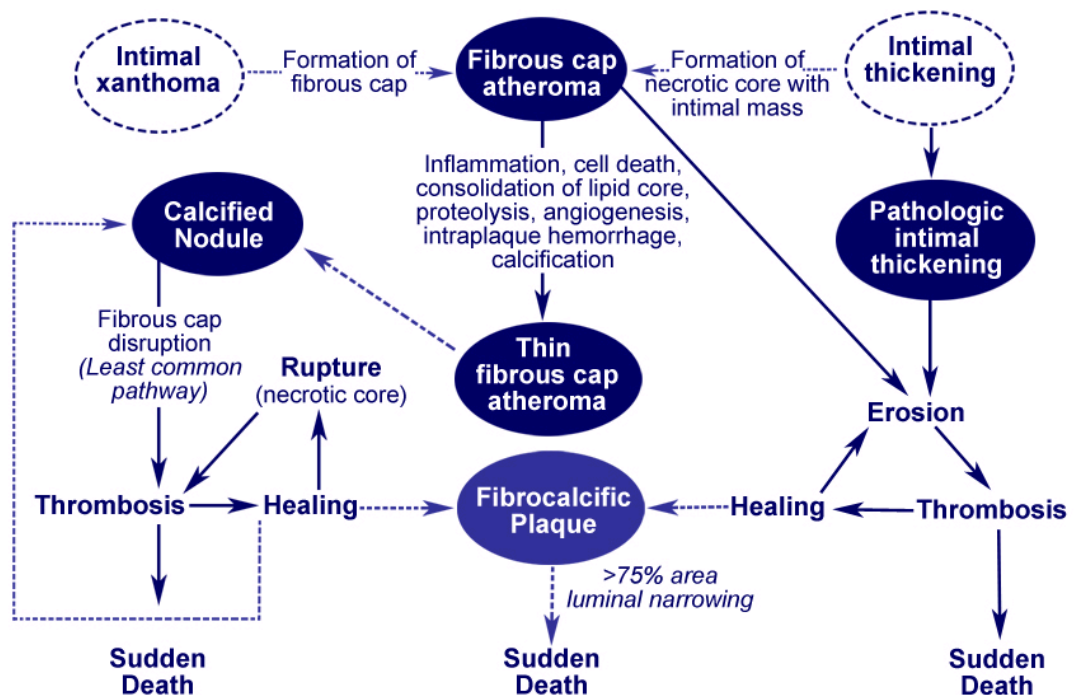 Intimal
xanthoma
Formation of
fibrous cap
Fibrous cap
atheroma
Formation of
necrotic core with
intimal mass
Intimal
thickening
Inflammation, cell death,
consolidation of lipid core,
proteolysis, angiogenesis,
intraplaque hemorrhage,
calcification
Calcified
Nodule
Pathologic
intimal
thickening
Fibrous cap
disruption
(Least common
pathway)
Rupture
(necrotic core)
Thin
fibrous cap
atheroma
Erosion
Thrombosis
Healing
Fibrocalcific
Plaque
Healing
Thrombosis
>75% area
luminal narrowing
Sudden
Death
Sudden
Death
Sudden
Death